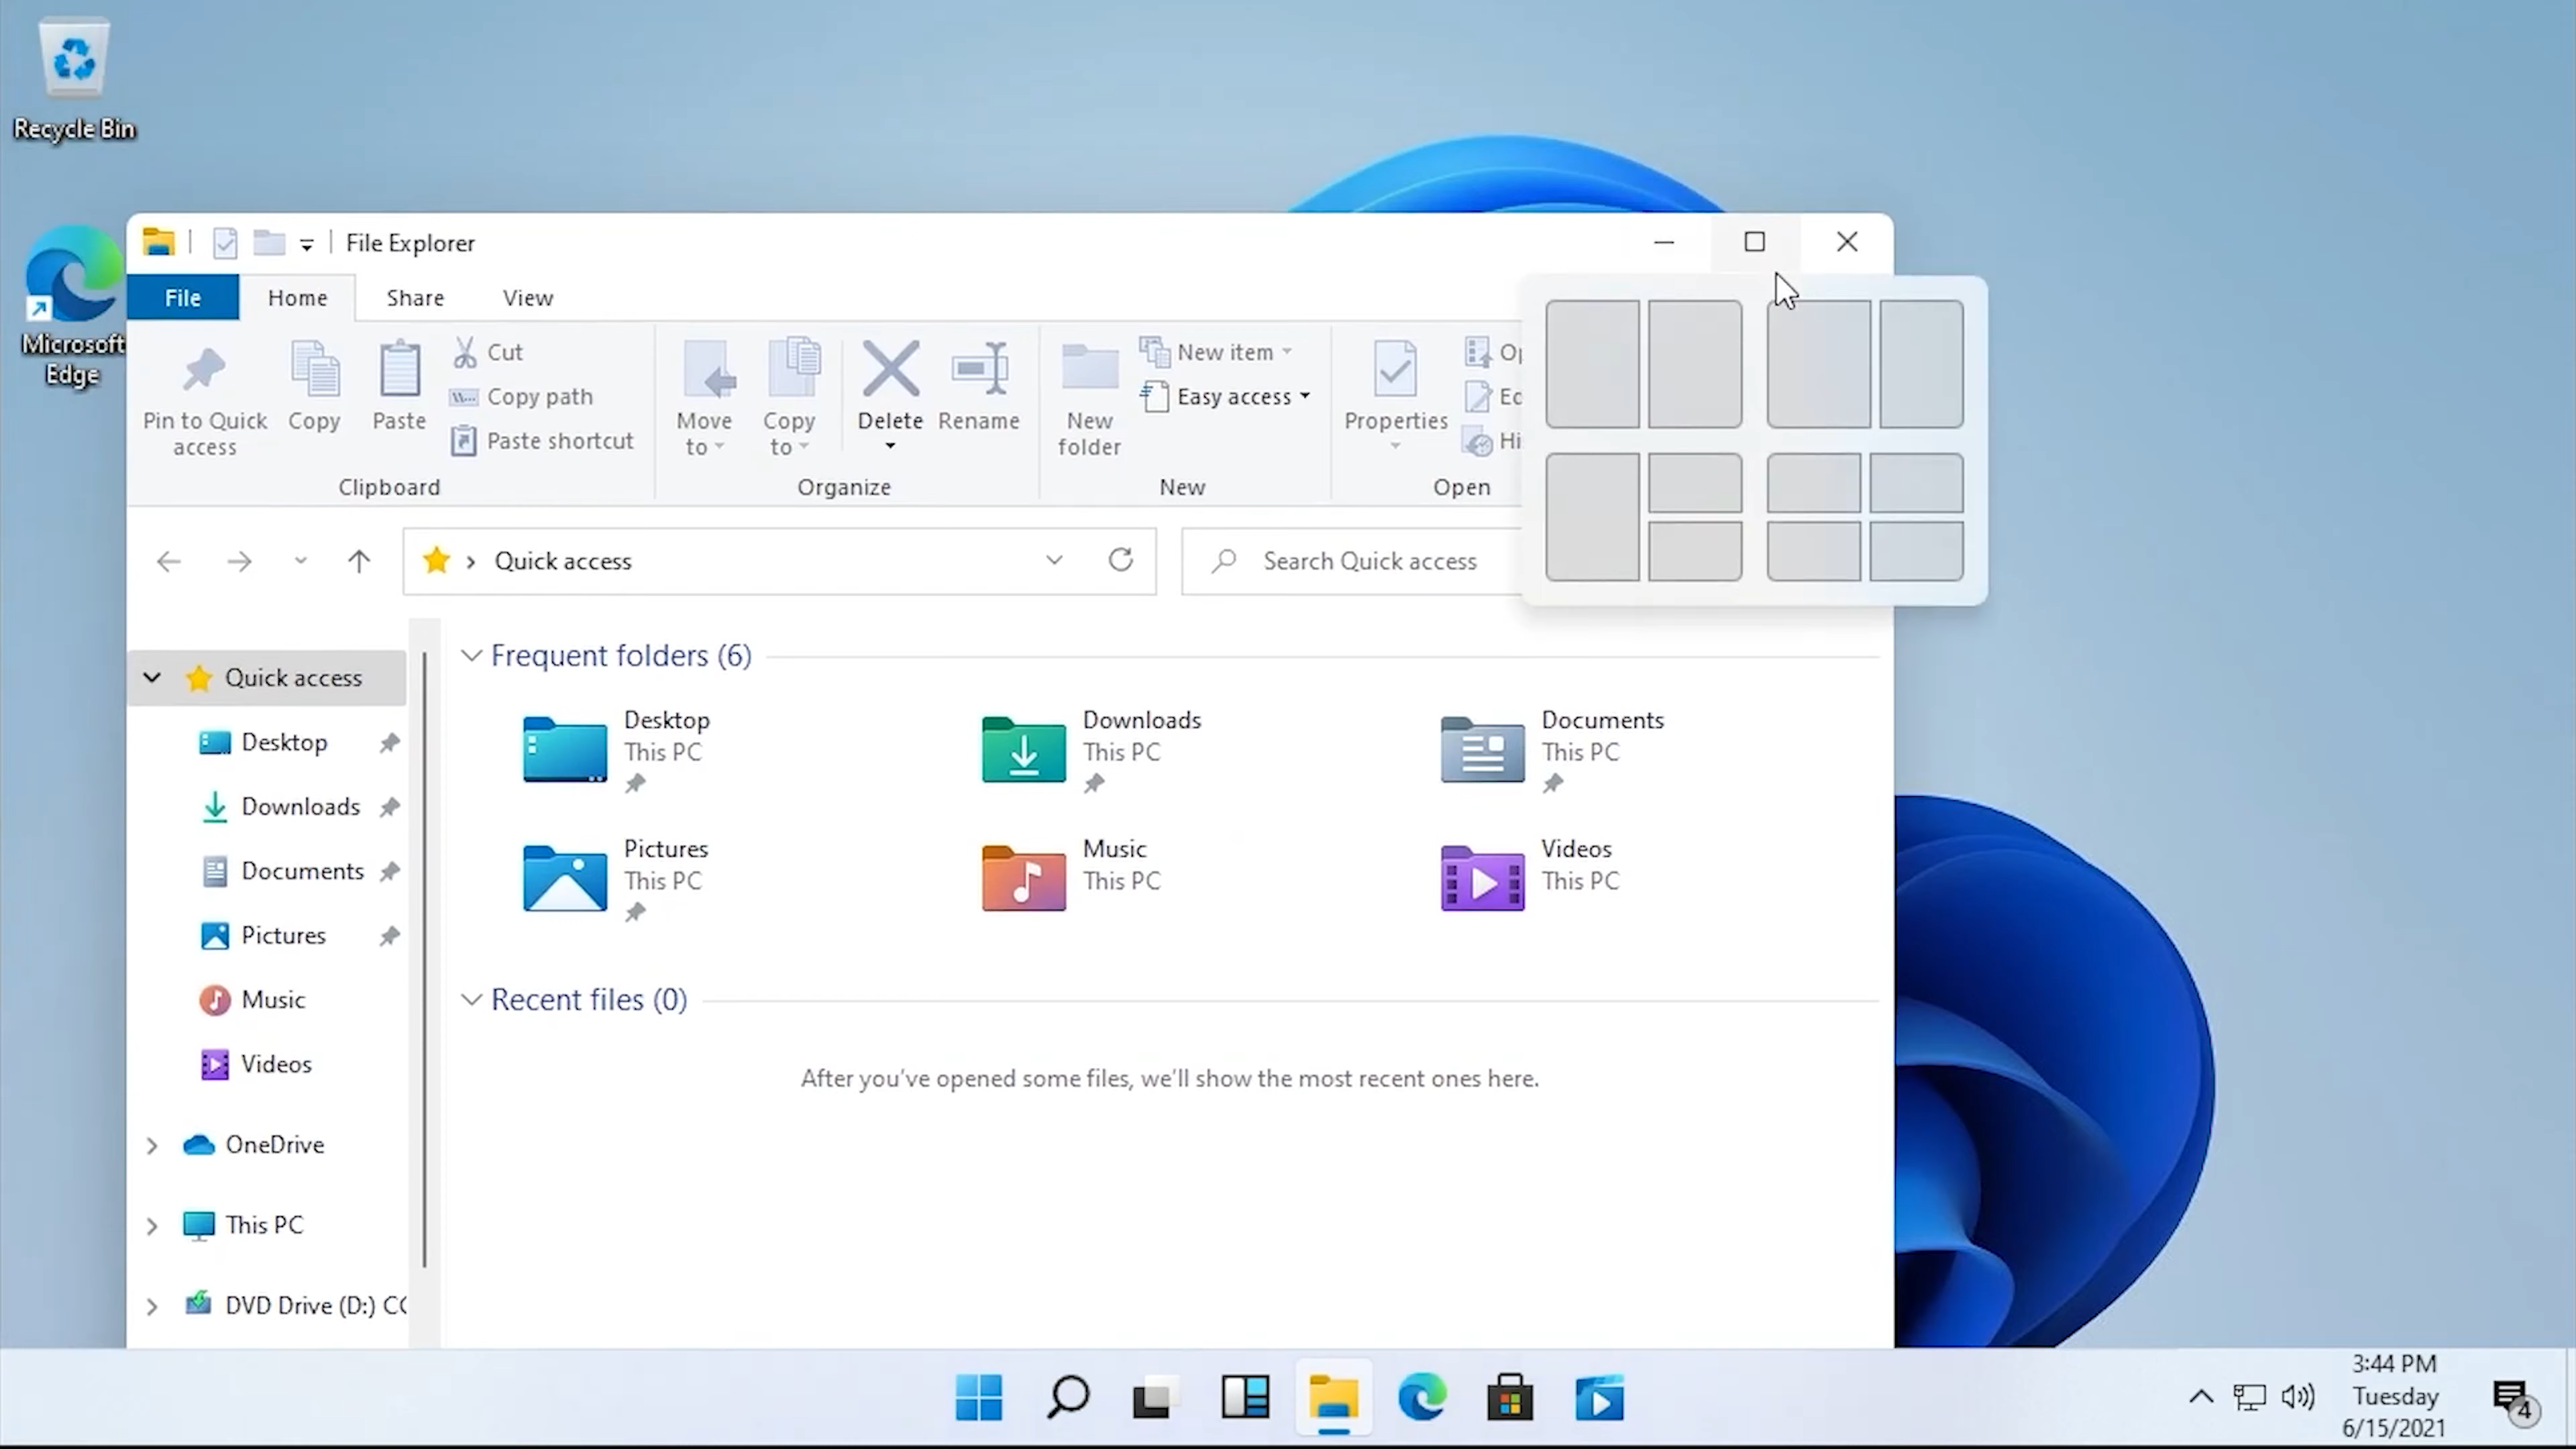 Recycle Bin
Microsoft
Edge
File Explorer
File
Home
Share
View
Pin to Quick
access
Copy
Paste
Cut
Copy path
Paste shortcut
Clipboard
Move
to
Copy
to
Delete
Rename
Organize
New
folder
New item
Easy access
New
Properties
Open
Quick access
Search Quick access
Quick access
Desktop
Downloads
Documents
Pictures
Music
Videos
OneDrive
This PC
DVD Drive (D:)
Frequent folders (6)
Desktop
This PC
Downloads
This PC
Documents
This PC
Pictures
This PC
Music
This PC
Videos
This PC
Recent files (0)
After you've opened some files, we'll show the most recent ones here.
3:44 PM
Tuesday
6/15/2021
4